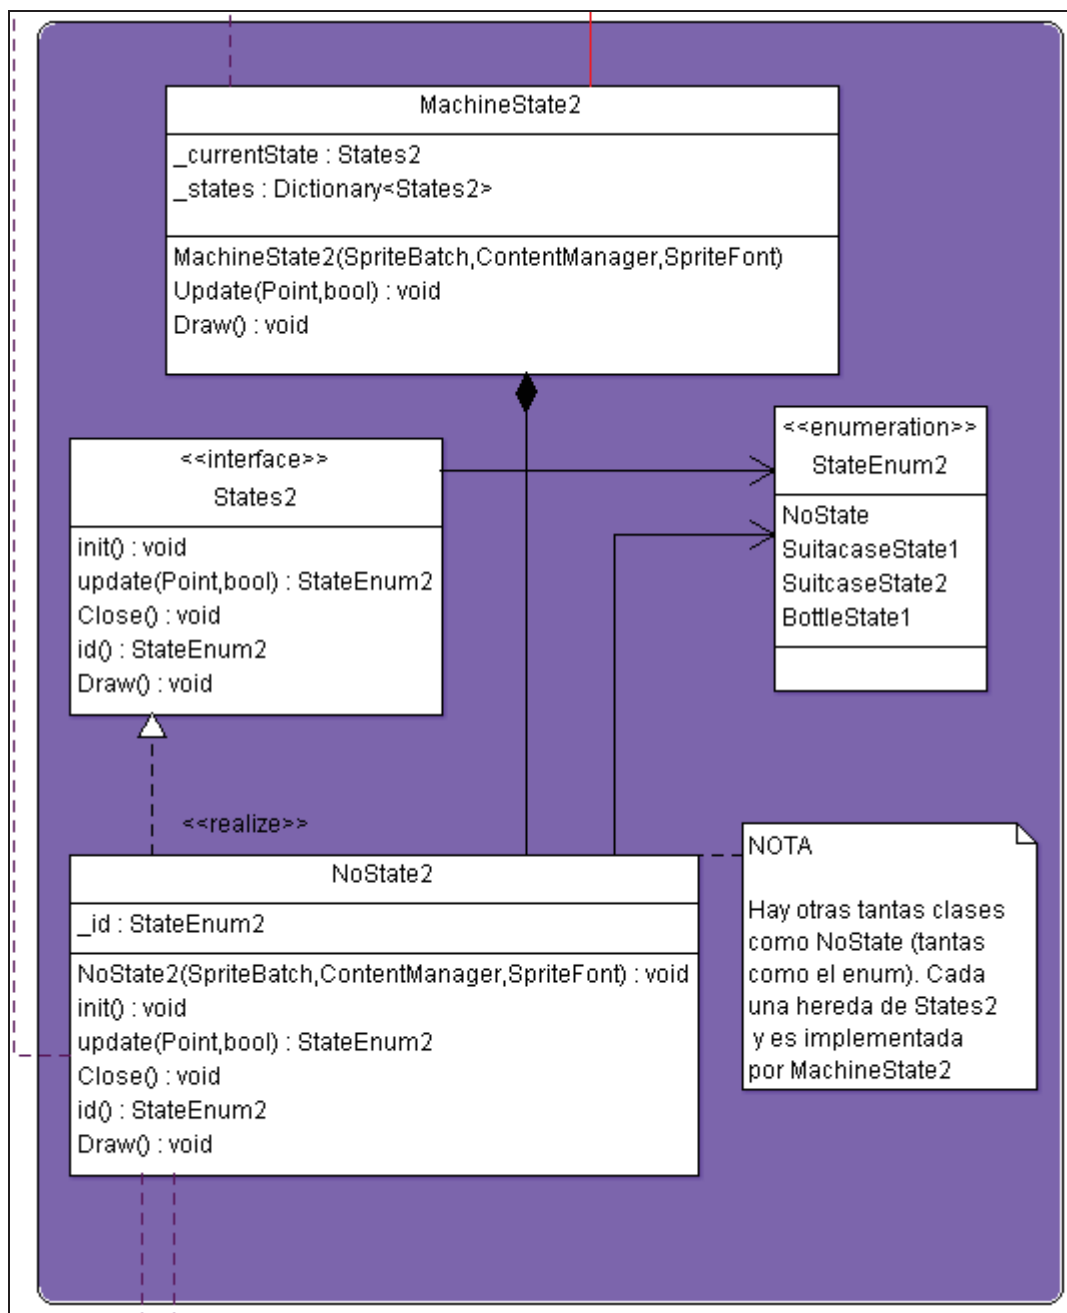 MachineState2
_currentState : States2
_states : Dictionary<States2>
MachineState2(SpriteBatch,ContentManager,SpriteFont)
Update(Point,bool) : void
Draw() : void
<<interface>>
States2
init() : void
update(Point,bool) : StateEnum2
Close() : void
id() : StateEnum2
Draw() : void
<<enumeration>>
StateEnum2
NoState
SuitacaseState1
SuitcaseState2
BottleState1
<<realize>>
NoState2
_id : StateEnum2
NoState2(SpriteBatch,ContentManager,SpriteFont) : void
init() : void
update(Point,bool) : StateEnum2
Close() : void
id() : StateEnum2
Draw() : void
NOTA
Hay otras tantas clases
como NoState (tantas
como el enum). Cada
una hereda de States2
y es implementada
por MachineState2